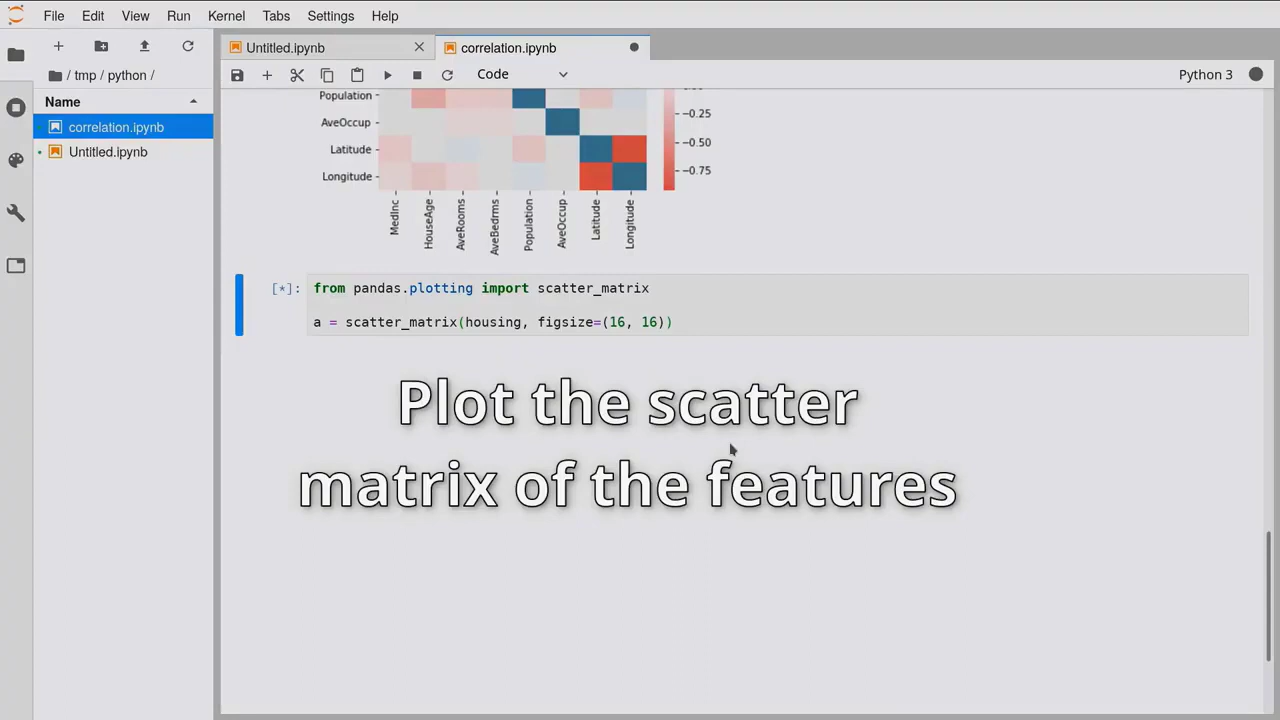 File Edit View Run Kernel Tabs Settings Help
/ tmp / python /
Name
correlation.ipynb
Untitled.ipynb
Untitled.ipynb
correlation.ipynb
Code
Python 3
Population
AveOccup
Latitude
Longitude
−0.25
−0.50
−0.75
MedInc
HouseAge
AveRooms
AveBedrms
Population
AveOccup
Latitude
Longitude
[*]:
from pandas.plotting import scatter_matrix
a = scatter_matrix(housing, figsize=(16, 16))
Plot the scatter
matrix of the features